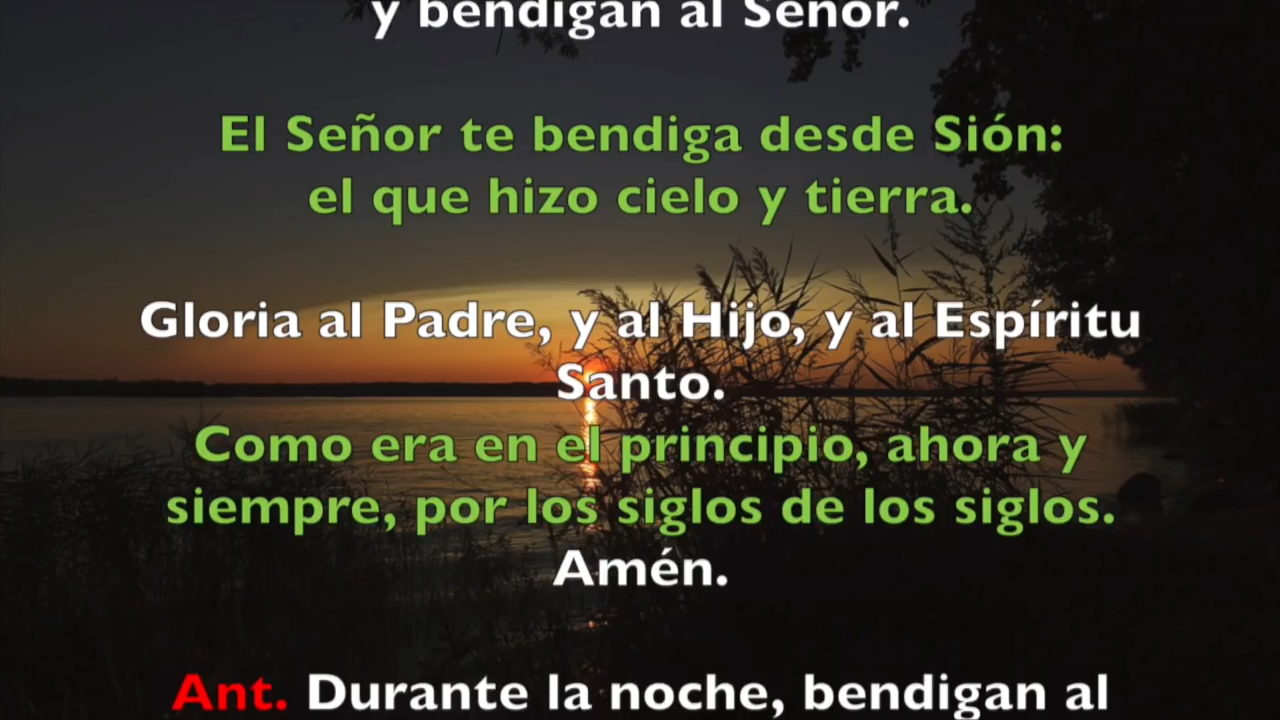 y bendigan al Señor.
El Señor te bendiga desde Sión:
el que hizo cielo y tierra.
Gloria al Padre, y al Hijo, y al Espíritu
Santo.
Como era en el principio, ahora y
siempre, por los siglos de los siglos.
Amén.
Ant. Durante la noche, bendigan al